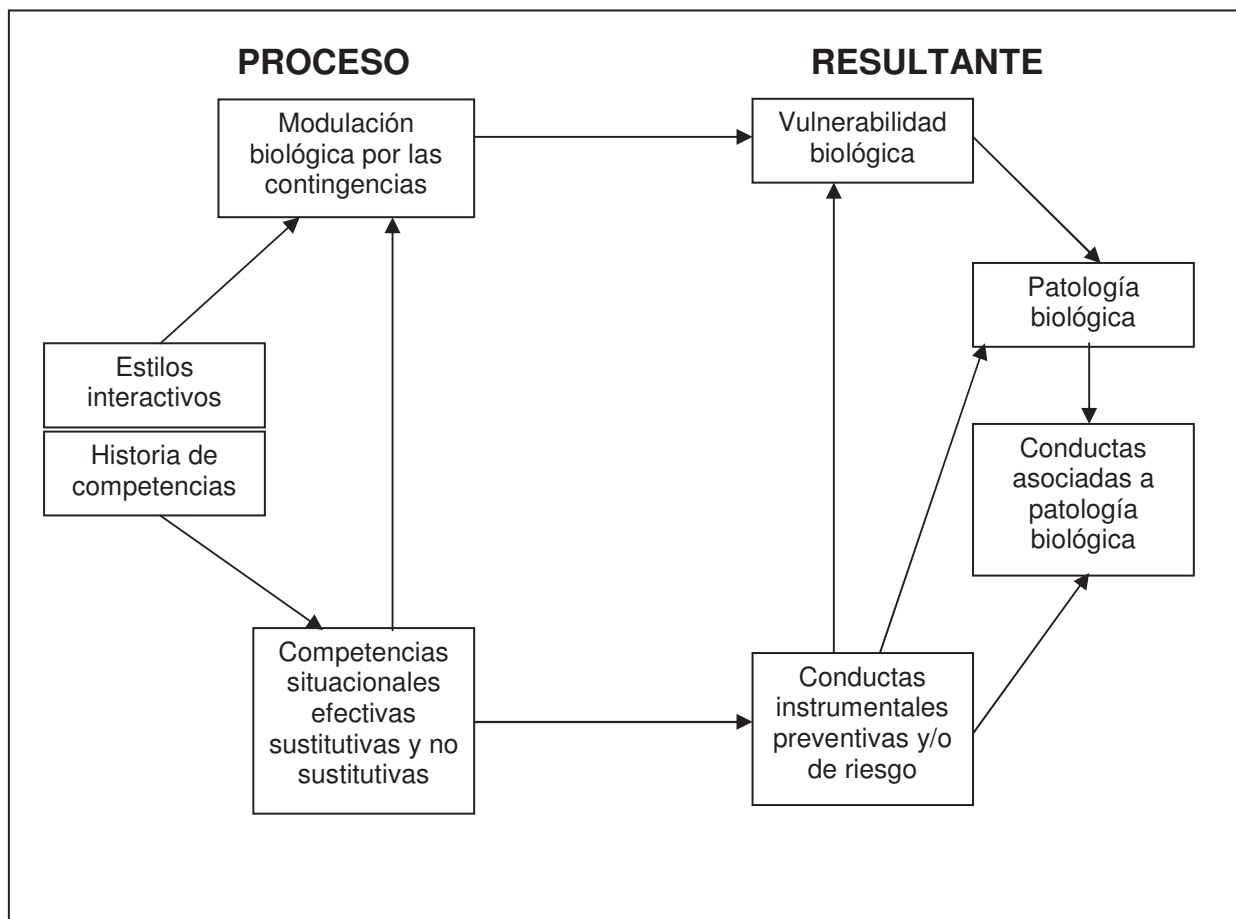 PROCESO
RESULTANTE
Modulación
biológica por las
contingencias
Vulnerabilidad
biológica
Patología
biológica
Estilos
interactivos
Historia de
competencias
Conductas
asociadas a
patología
biológica
Competencias
situacionales
efectivas
sustitutivas y no
sustitutivas
Conductas
instrumentales
preventivas y/o
de riesgo